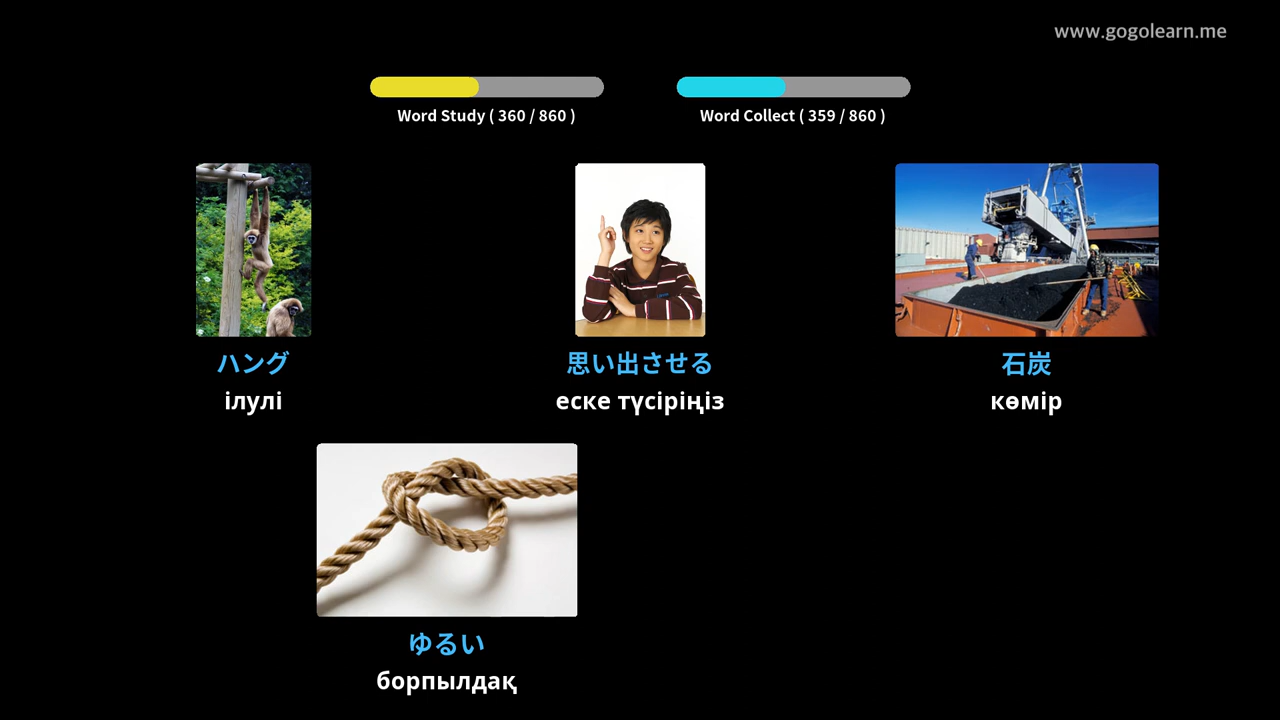 www.gogolearn.me
Word Study ( 360 / 860 )
Word Collect ( 359 / 860 )
ハング
ілулі
思い出させる
еске түсіріңіз
石炭
көмір
ゆるい
борпылдақ